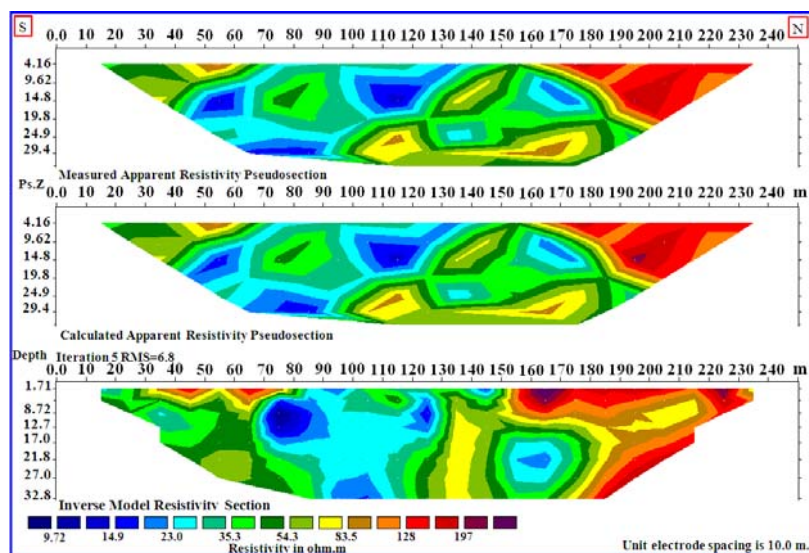 S
N
0.0 10 20 30 40 50 60 70 80 90 100 110 120 130 140 150 160 170 180 190 200 210 220 230 240
4.16
9.62
14.8
19.8
24.9
29.4
Measured Apparent Resistivity Pseudosection
Ps.Z
0.0 10 20 30 40 50 60 70 80 90 100 110 120 130 140 150 160 170 180 190 200 210 220 230 m
4.16
9.62
14.8
19.8
24.9
29.4
Calculated Apparent Resistivity Pseudosection
Depth Iteration 5 RMS=6.8
0.0 10 20 30 40 50 60 70 80 90 100 110 120 130 140 150 160 170 180 190 200 210 220 230 m
1.71
8.72
12.7
17.0
21.8
27.0
32.8
Inverse Model Resistivity Section
9.72 14.9 23.0 35.3 54.3 83.5 128 197
Resistivity in ohm.m
Unit electrode spacing is 10.0 m.